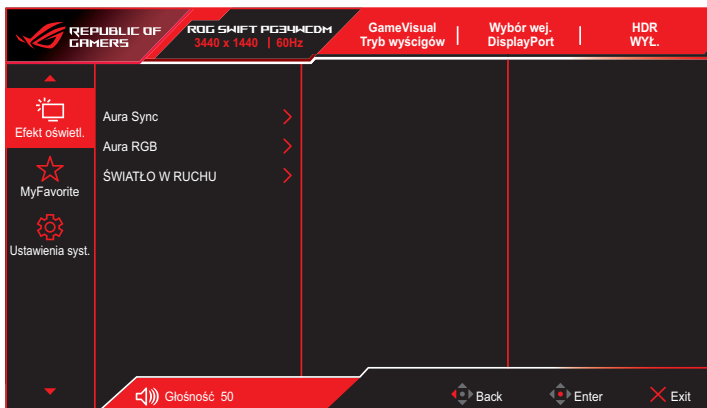 REPUBLIC OF
GAMERS
ROG SWIFT PG34WCDM
3440 x 1440 | 60Hz
GameVisual
Tryb wyścigów
Wybór wej.
DisplayPort
HDR
WYŁ.
Efekt oświetl.
MyFavorite
Ustawienia syst.
Aura Sync
Aura RGB
ŚWIATŁO W RUCHU
Głośność 50
Back
Enter
Exit